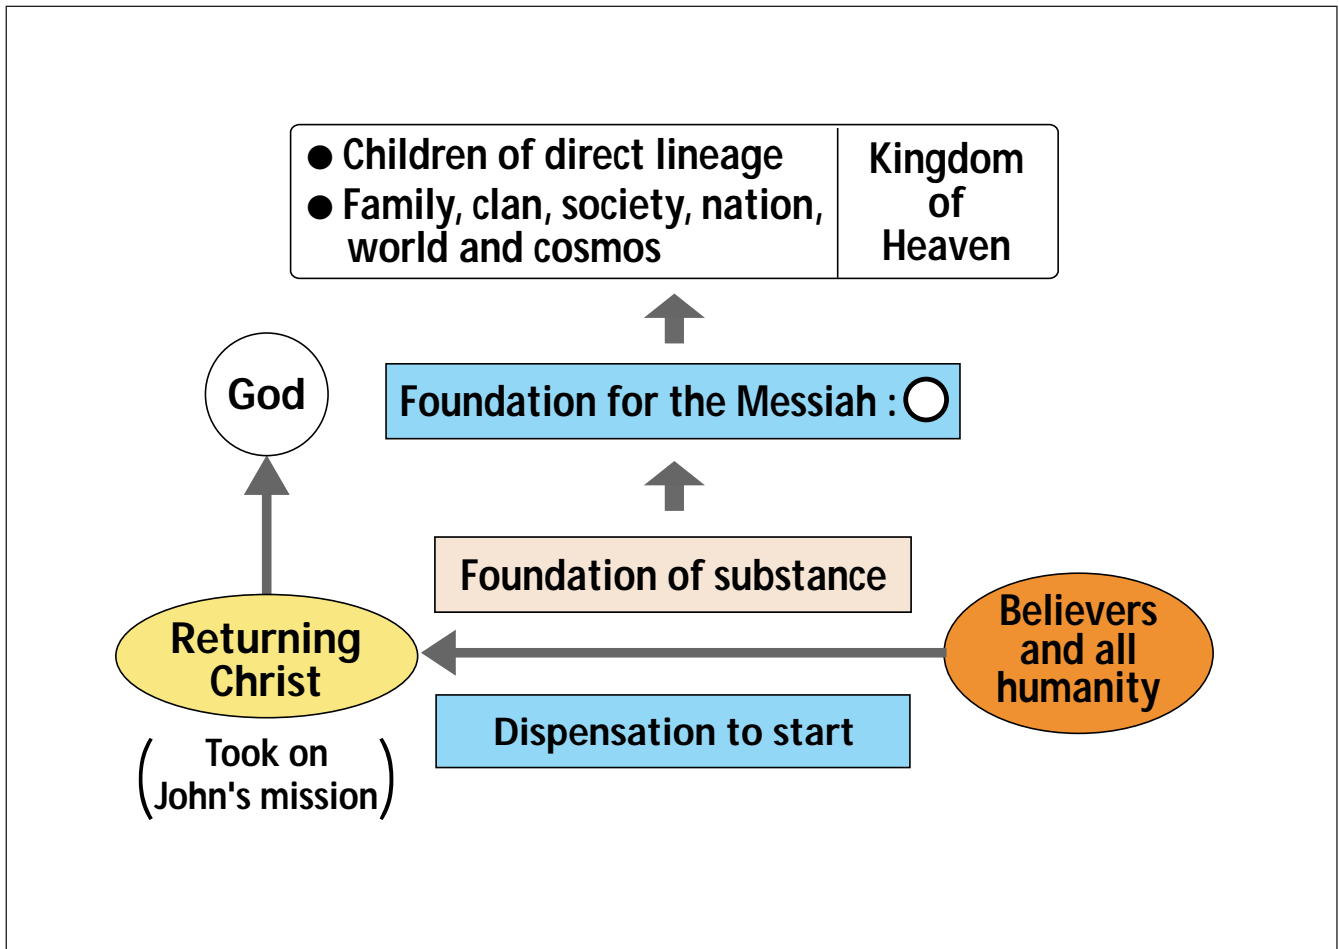 ● Children of direct lineage
● Family, clan, society, nation,
world and cosmos
Kingdom
of
Heaven
God
Foundation for the Messiah :
Foundation of substance
Returning
Christ
Believers
and all
humanity
Dispensation to start
(Took on
John's mission)